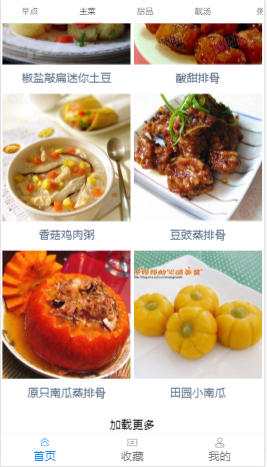 早点 主菜 甜品 靓汤
椒盐敲扁迷你土豆 酸甜排骨
香菇鸡肉粥 豆豉蒸排骨
原只南瓜蒸排骨 田园小南瓜
加载更多
首页 收藏 我的